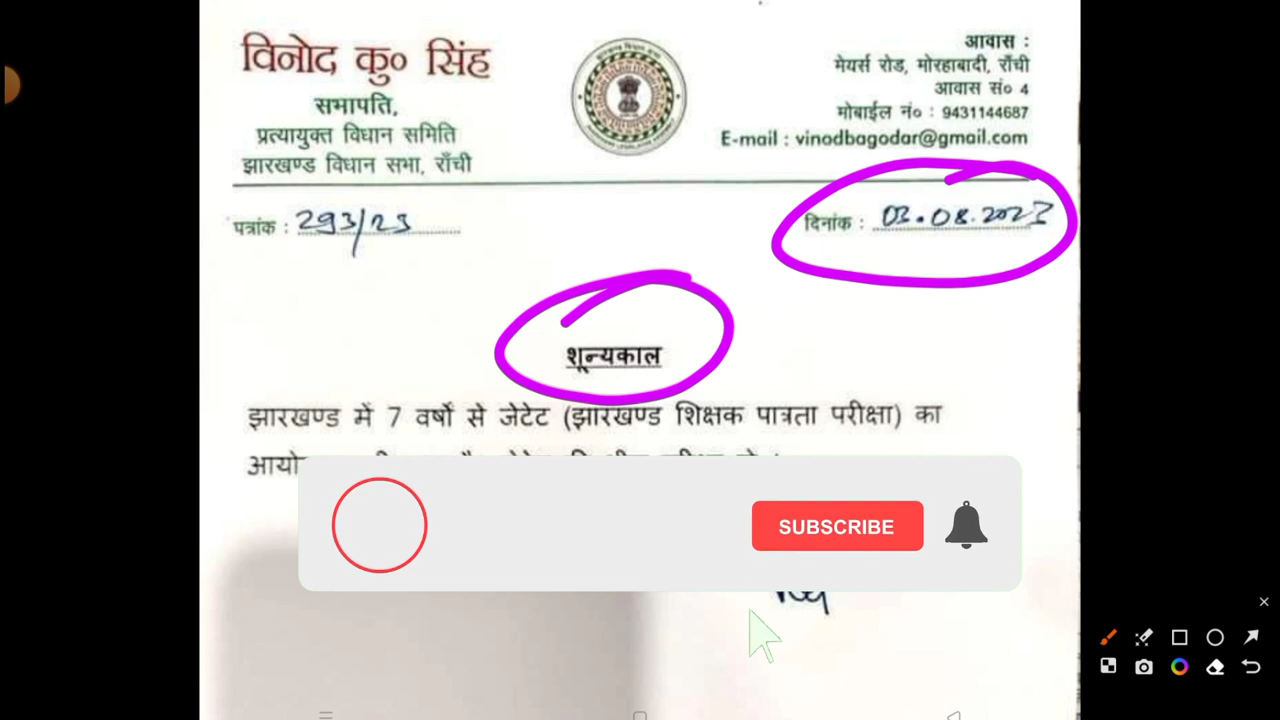 विनोद कु० सिंह
सभापति,
प्रत्यायुक्त विधान समिति
झारखण्ड विधान सभा, राँची
आवास :
मेयर्स रोड, मोरहाबादी, राँची
आवास सं० 4
मोबाईल नं० : 9431144687
E-mail : vinodbagodar@gmail.com
पत्रांक : 293/23
दिनांक : 03.08.2023
शून्यकाल
झारखण्ड में 7 वर्षो से जेटेट (झारखण्ड शिक्षक पात्रता परीक्षा) का
SUBSCRIBE